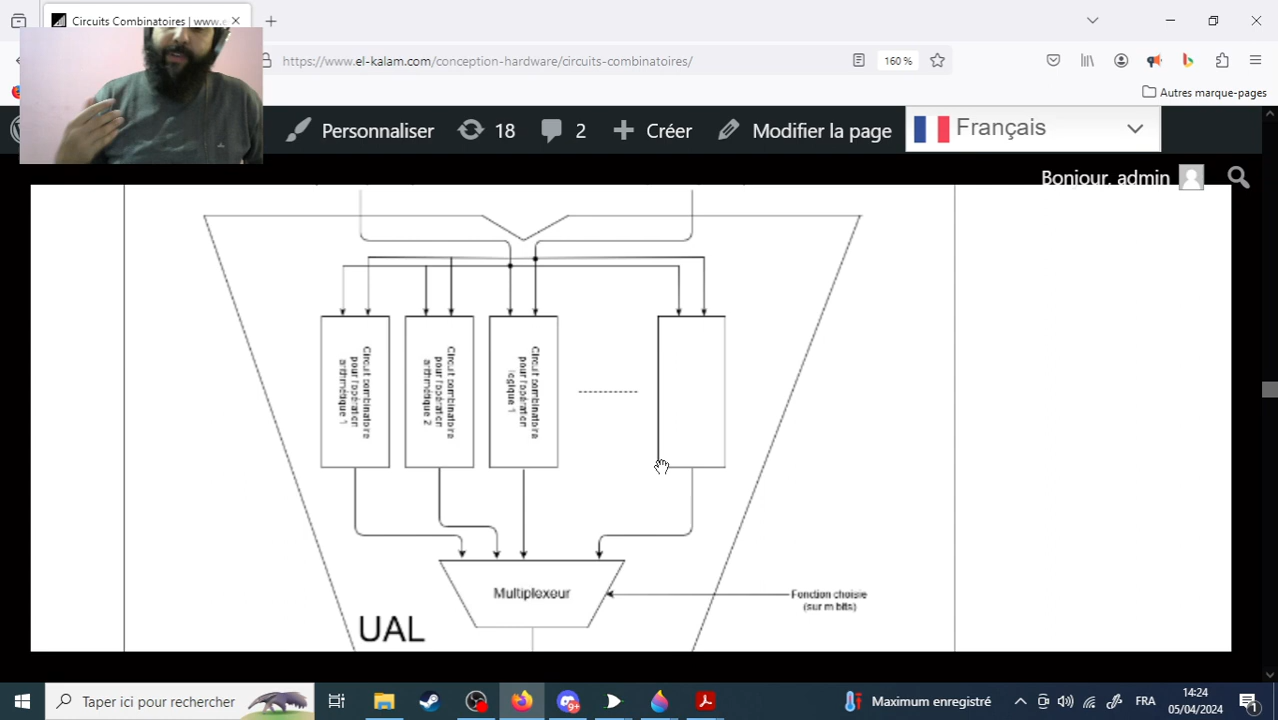 Circuits Combinatoires | www.e
https://www.el-kalam.com/conception-hardware/circuits-combinatoires/
160 %
Autres marque-pages
Personnaliser
18
2
Créer
Modifier la page
Français
Bonjour, admin
Circuit combinatoire
pour l'opération
arithmétique 1
Circuit combinatoire
pour l'opération
arithmétique 2
Circuit combinatoire
pour l'opération
logique 1
Multiplexeur
Fonction choisie
(sur m bits)
UAL
Taper ici pour rechercher
9+
Maximum enregistré
FRA
14:24
05/04/2024
1